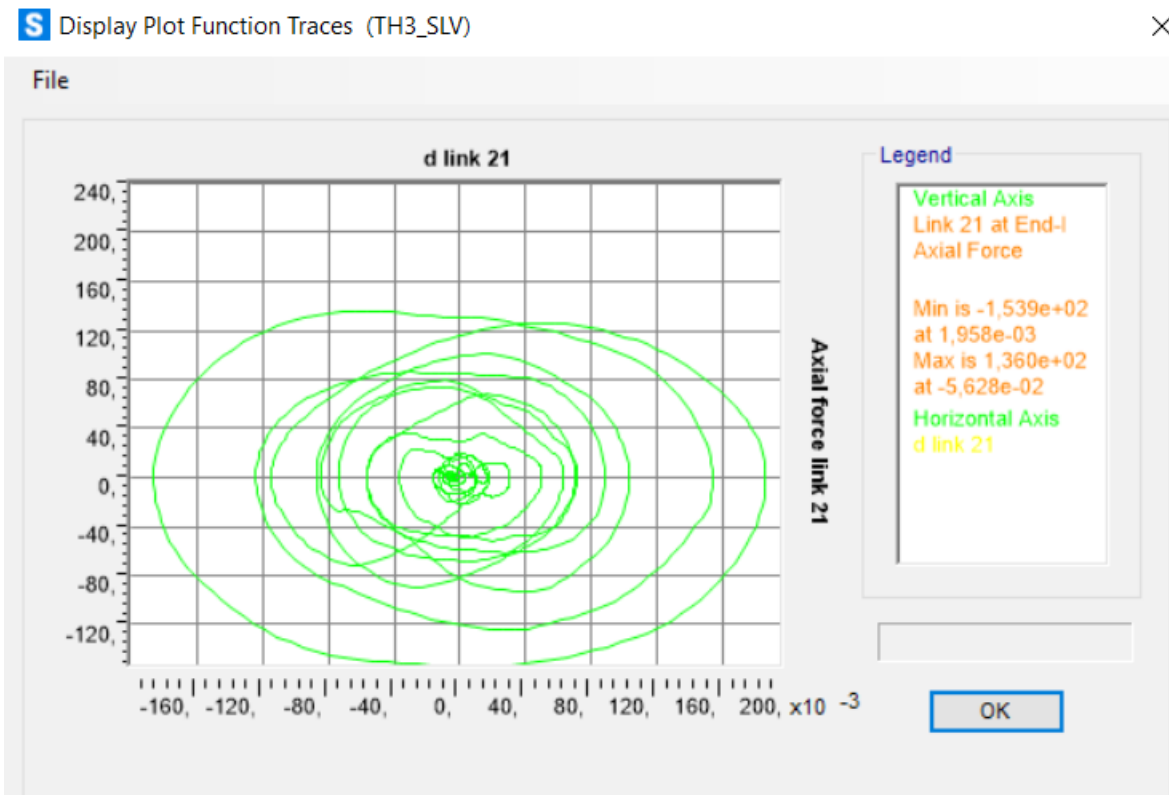 S Display Plot Function Traces (TH3_SLV)
File
d link 21
240,
200,
160,
120,
80,
40,
0,
-40,
-80,
-120,
-160, -120, -80, -40, 0, 40, 80, 120, 160, 200, x10 -3
Axial force link 21
Legend
Vertical Axis
Link 21 at End-I
Axial Force
Min is -1,539e+02
at 1,958e-03
Max is 1,360e+02
at -5,628e-02
Horizontal Axis
d link 21
OK